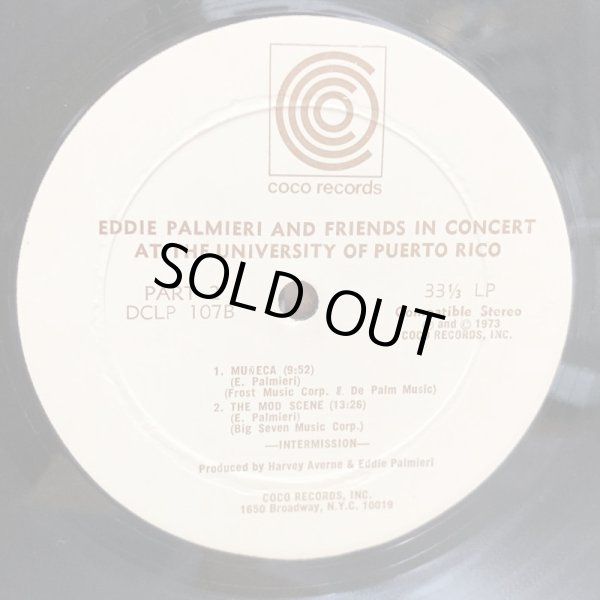 coco records
EDDIE PALMIERI AND FRIENDS IN CONCERT
AT THE UNIVERSITY OF PUERTO RICO
PART 2
DCLP 107B
33⅓ LP
Compatible Stereo
and © 1973
COCO RECORDS, INC.
SOLD OUT
1. MUÑECA (9:52)
(E. Palmieri)
(Frost Music Corp. & De Palm Music)
2. THE MOD SCENE (13:26)
(E. Palmieri)
(Big Seven Music Corp.)
—INTERMISSION—
Produced by Harvey Averne & Eddie Palmieri
COCO RECORDS, INC.
1650 Broadway, N.Y.C. 10019